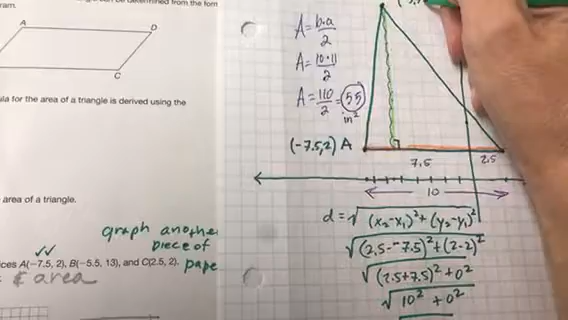 ram.
A
D
C
ula for the area of a triangle is derived using the
area of a triangle.
graph another
piece of
pape
ces A(−7.5, 2), B(−5.5, 13), and C(2.5, 2).
& area
A = b·a/2
A = 10·11/2
A = 110/2 = 55 in²
(-7.5,2) A
7.5 2.5
10
d = √(x₂-x₁)²+(y₂-y₁)²
√(2.5--7.5)²+(2-2)²
√(2.5+7.5)²+0²
√10² + 0²